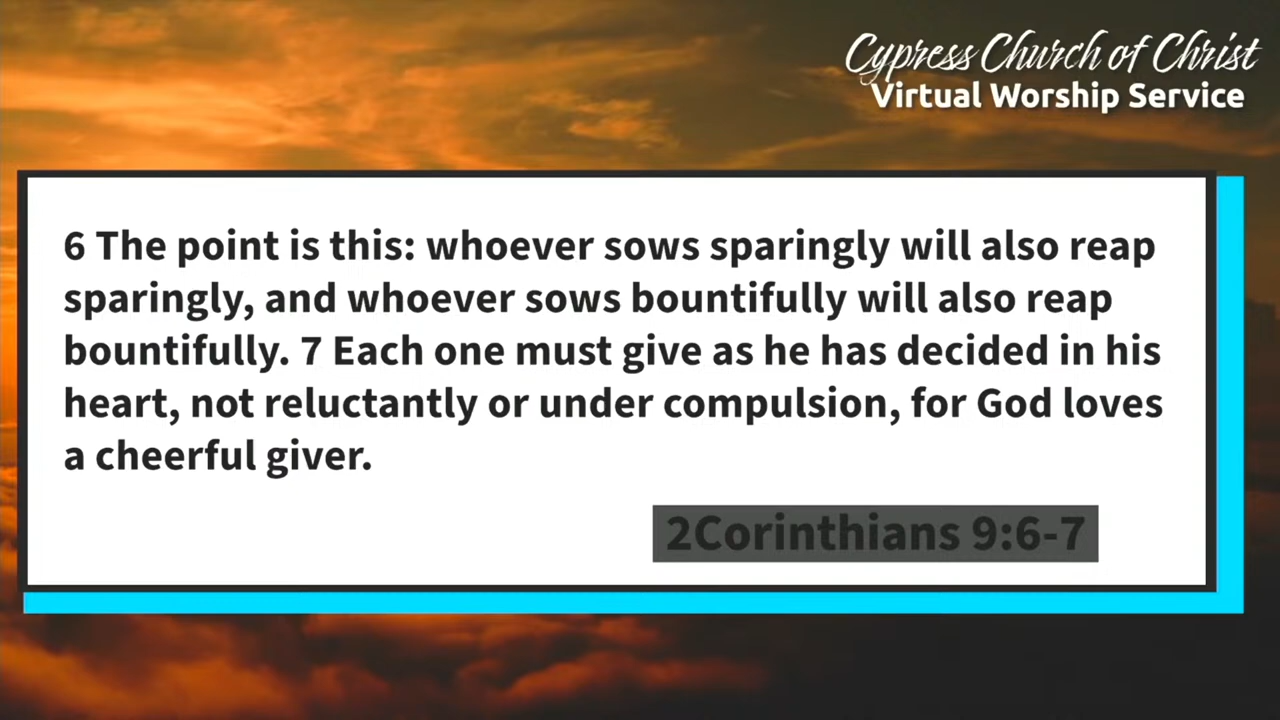 Cypress Church of Christ
Virtual Worship Service
6 The point is this: whoever sows sparingly will also reap
sparingly, and whoever sows bountifully will also reap
bountifully. 7 Each one must give as he has decided in his
heart, not reluctantly or under compulsion, for God loves
a cheerful giver.
2Corinthians 9:6-7